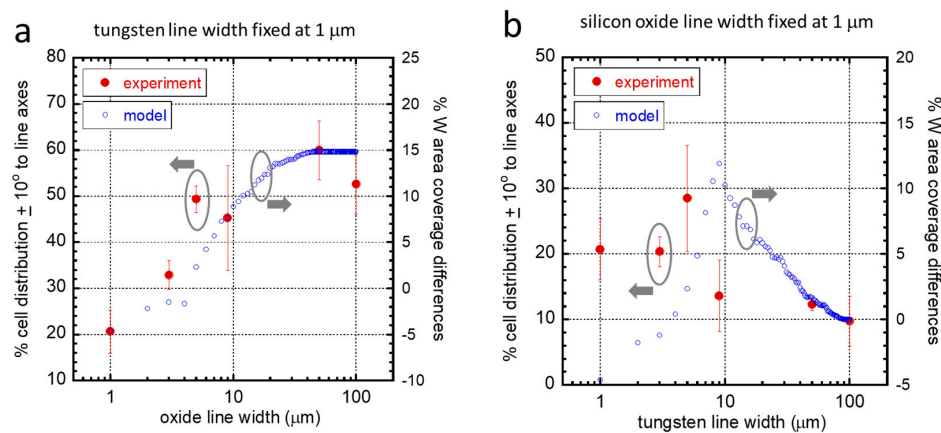 a
tungsten line width fixed at 1 μm
80
70
60
50
40
30
20
10
% cell distribution ± 10° to line axes
experiment
model
25
20
15
10
5
0
-5
-10
% W area coverage differences
1
10
100
oxide line width (μm)
b
silicon oxide line width fixed at 1 μm
50
40
30
20
10
0
% cell distribution ± 10° to line axes
experiment
model
20
15
10
5
0
-5
% W area coverage differences
1
10
100
tungsten line width (μm)